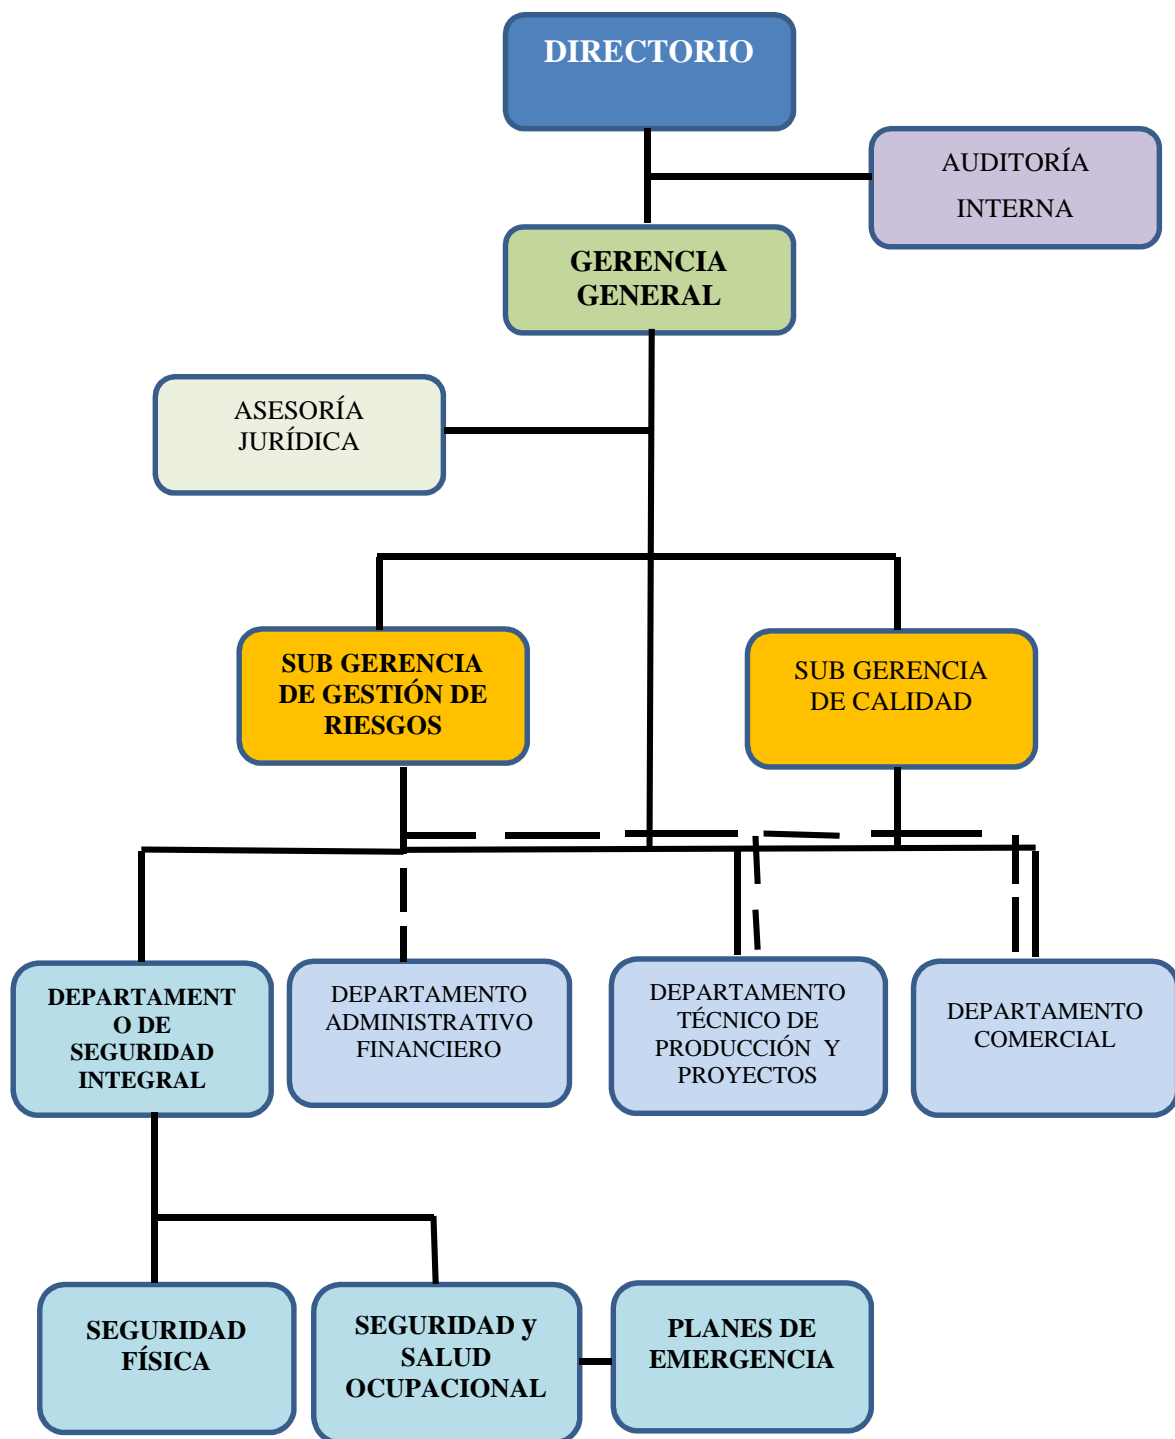 DIRECTORIO
AUDITORÍA
INTERNA
GERENCIA
GENERAL
ASESORÍA
JURÍDICA
SUB GERENCIA
DE GESTIÓN DE
RIESGOS
SUB GERENCIA
DE CALIDAD
DEPARTAMENT
O DE
SEGURIDAD
INTEGRAL
DEPARTAMENTO
ADMINISTRATIVO
FINANCIERO
DEPARTAMENTO
TÉCNICO DE
PRODUCCIÓN Y
PROYECTOS
DEPARTAMENTO
COMERCIAL
SEGURIDAD
FÍSICA
SEGURIDAD y
SALUD
OCUPACIONAL
PLANES DE
EMERGENCIA